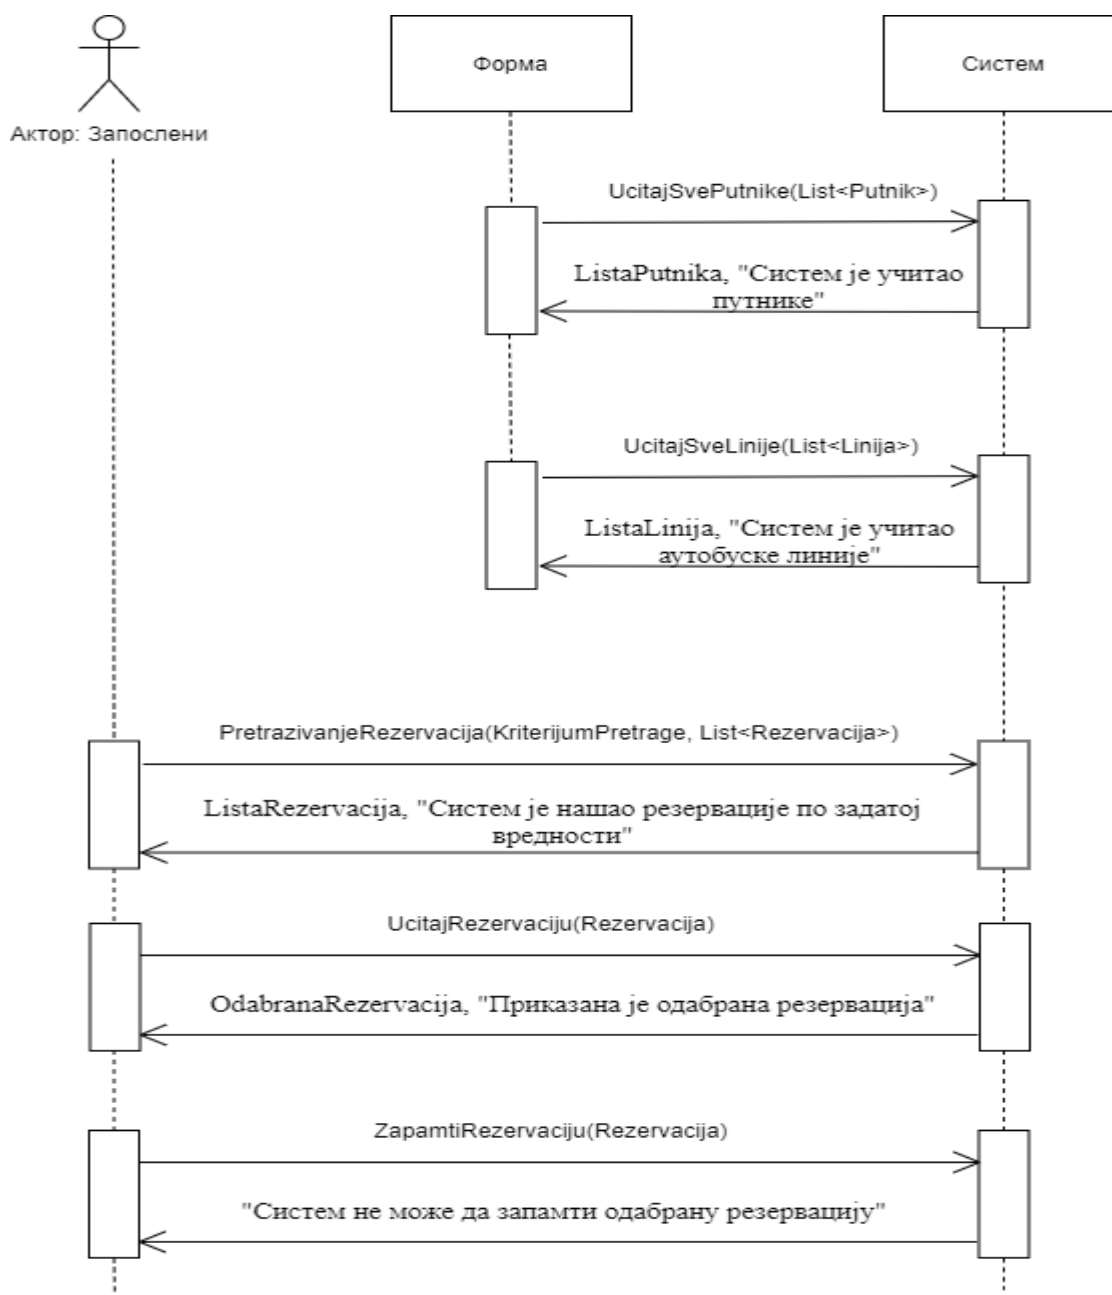 Форма
Систем
Актор: Запослени
UcitajSvePutnike(List<Putnik>)
ListaPutnika, "Систем је учитао
путнике"
UcitajSveLinije(List<Linija>)
ListaLinija, "Систем је учитао
аутобуске линије"
PretrazivanjeRezervacija(KriterijumPretrage, List<Rezervacija>)
ListaRezervacija, "Систем је нашао резервације по задатој
вредности"
UcitajRezervaciju(Rezervacija)
OdabranaRezervacija, "Приказана је одабрана резервација"
ZapamtiRezervaciju(Rezervacija)
"Систем не може да запамти одабрану резервацију"